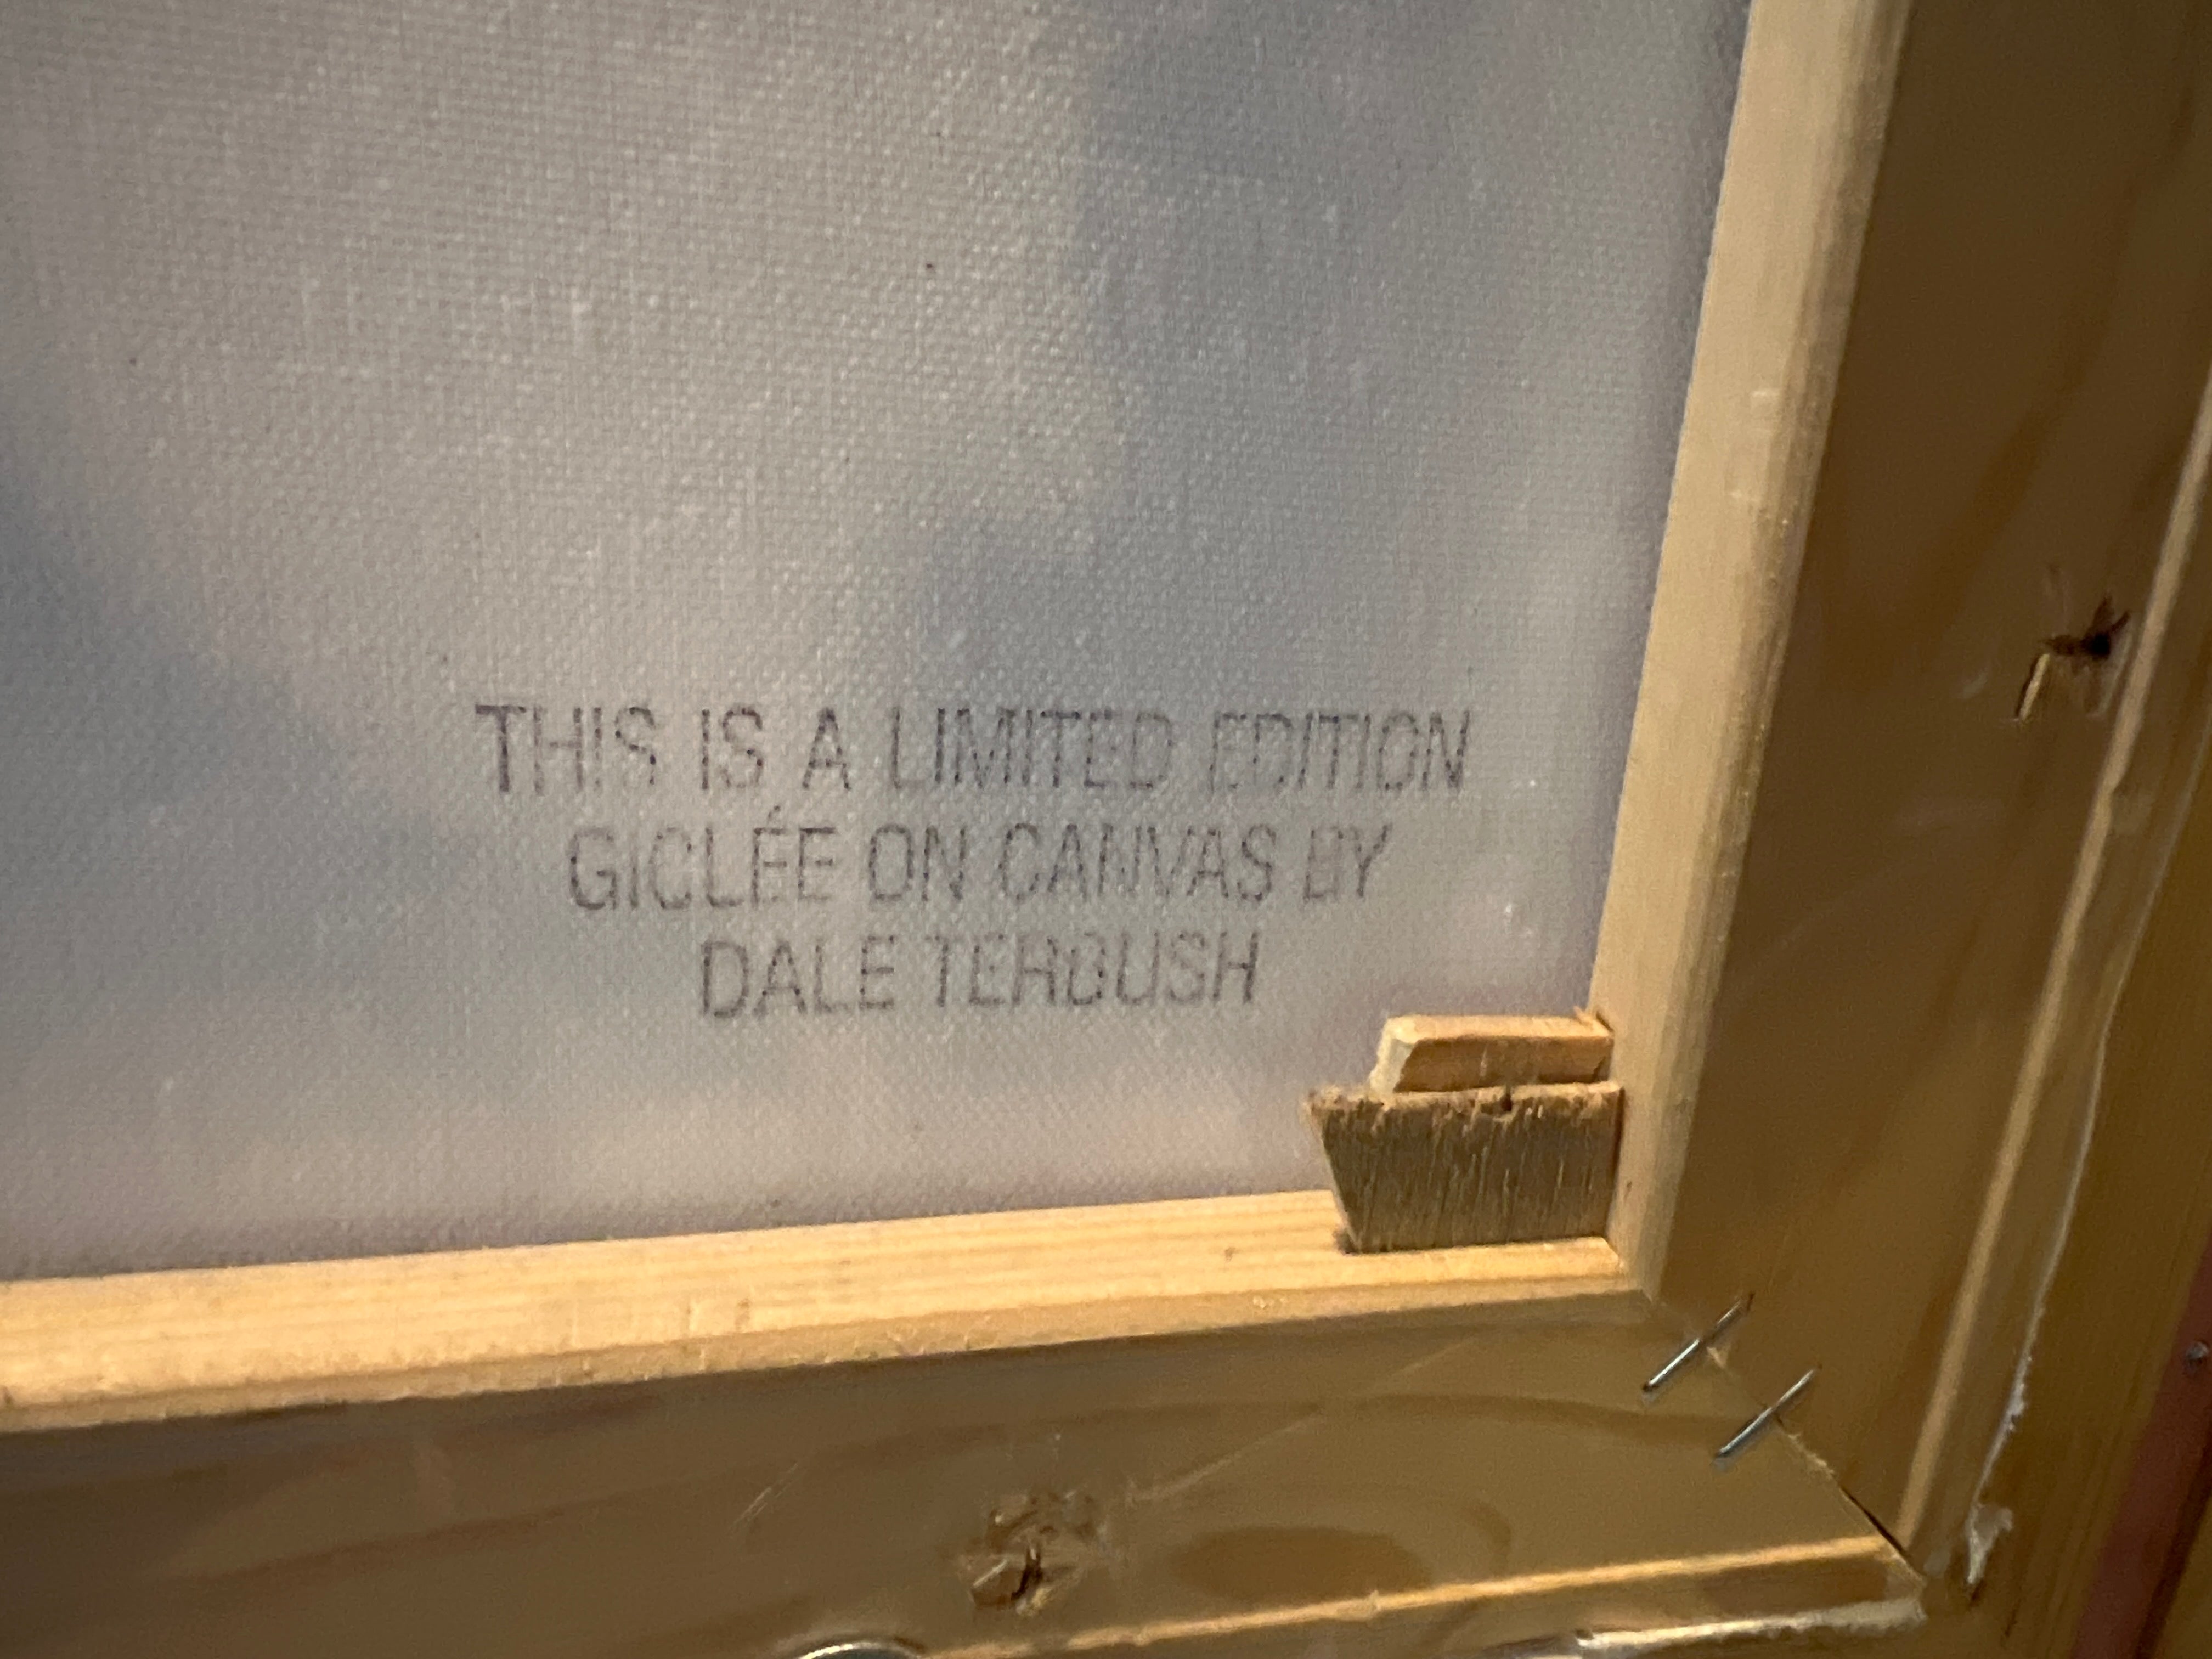 THIS IS A LIMITED EDITION
GICLÉE ON CANVAS BY
DALE TERBUSH